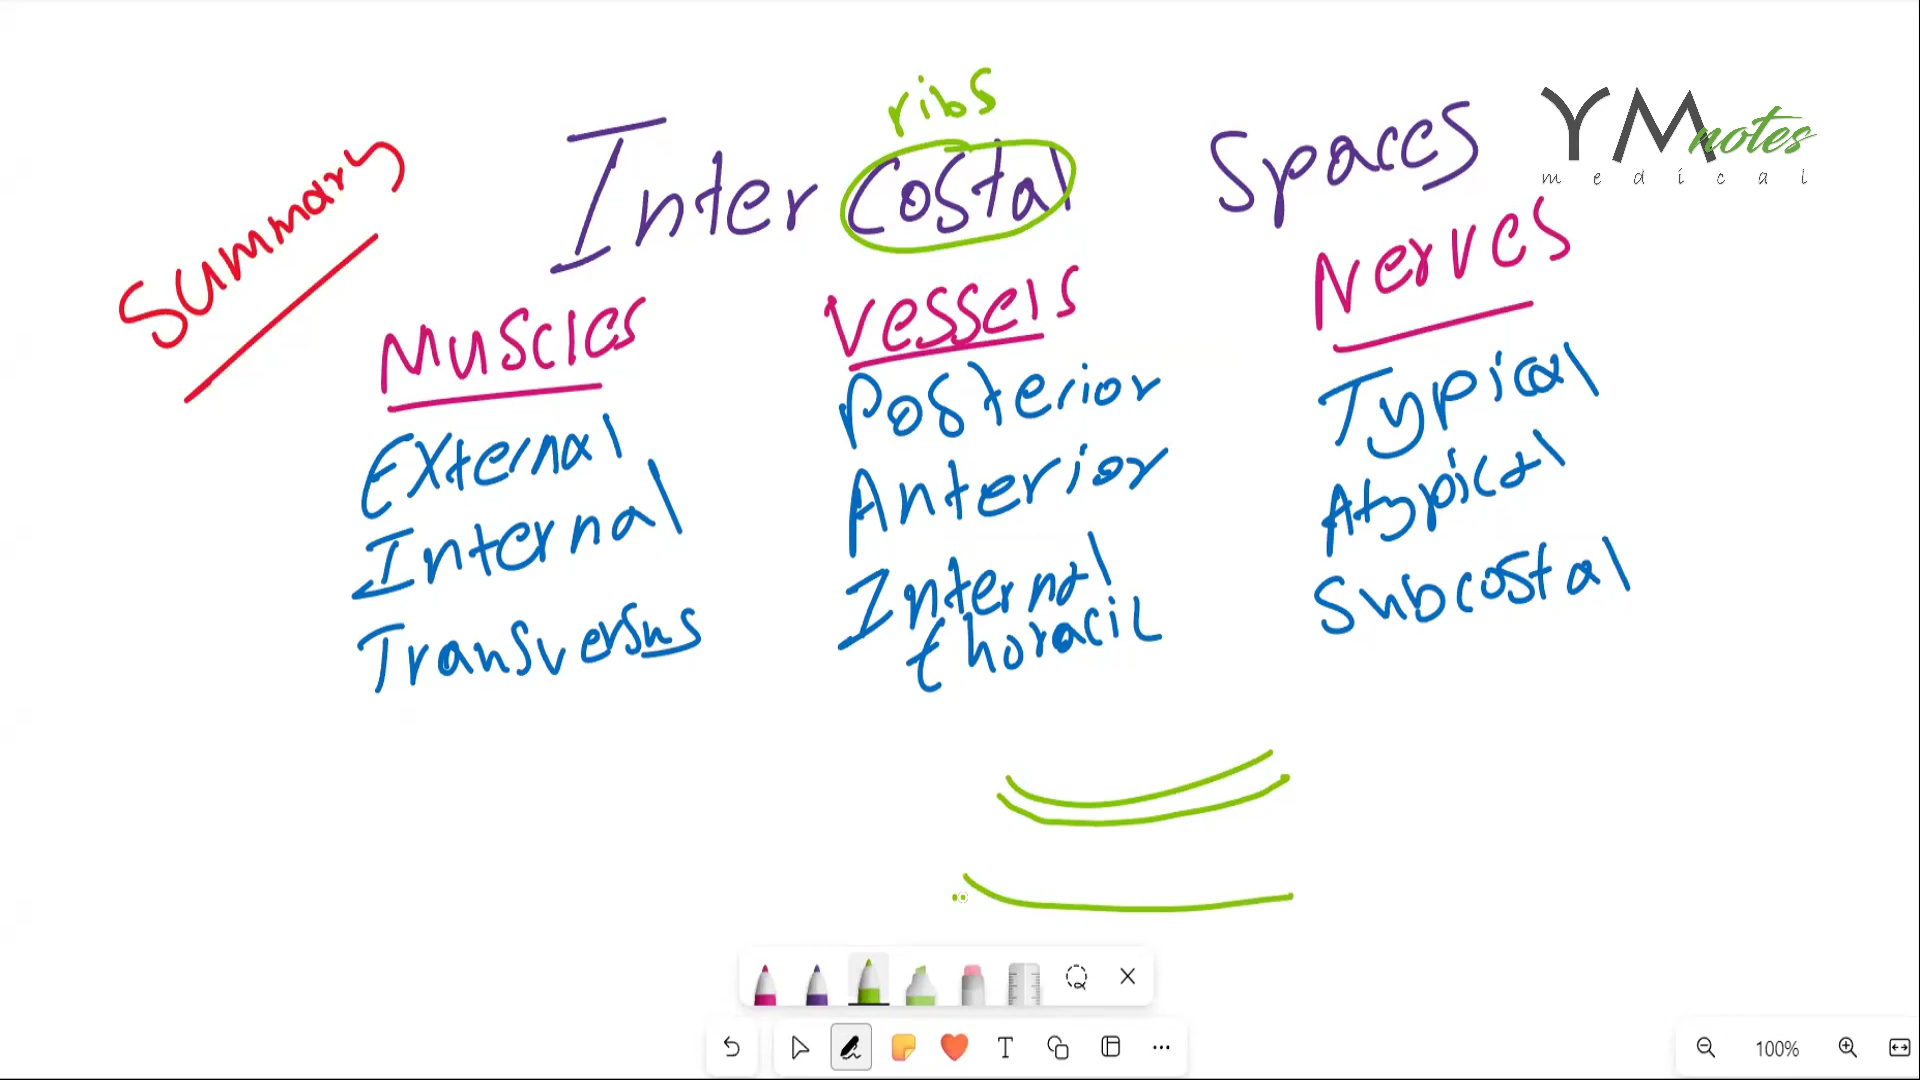 ribs
Inter Costal Spaces
YM notes
medical
Summary
Muscles
External
Internal
Transversus
Vessels
Posterior
Anterior
Internal
thoracic
Nerves
Typical
Atypical
Subcostal
100%